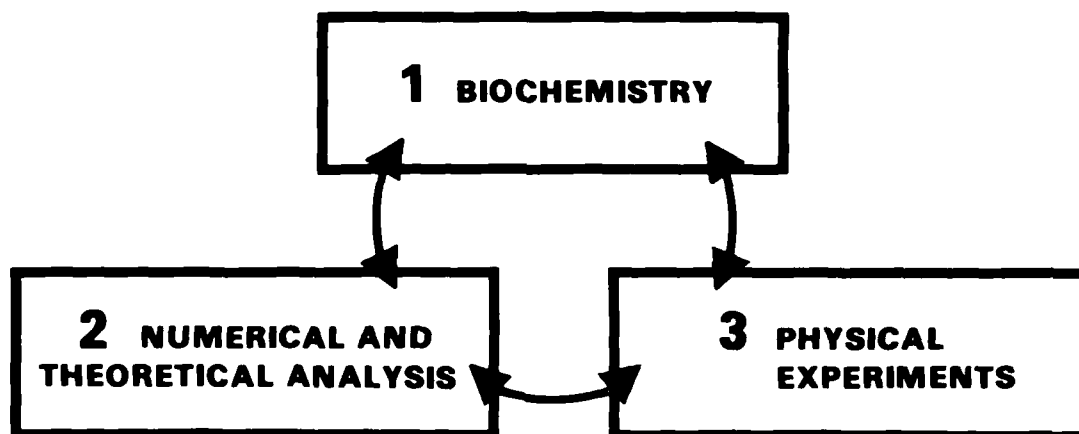 1 BIOCHEMISTRY
2 NUMERICAL AND
THEORETICAL ANALYSIS
3 PHYSICAL
EXPERIMENTS